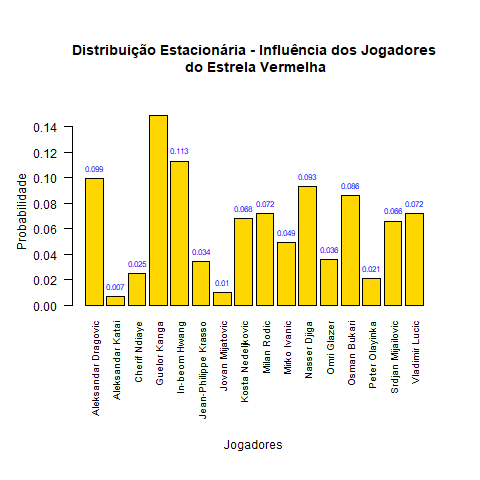 Distribuição Estacionária - Influência dos Jogadores
do Estrela Vermelha
Probabilidade
0.14
0.12
0.10
0.08
0.06
0.04
0.02
0.00
0.099
0.007
0.025
0.113
0.034
0.01
0.068
0.072
0.049
0.093
0.036
0.086
0.021
0.066
0.072
Aleksandar Dragovic
Aleksandar Katai
Cherif Ndiaye
Guelor Kanga
In-beom Hwang
Jean-Philippe Krasso
Jovan Mijatovic
Kosta Nedeljkovic
Milan Rodic
Mirko Ivanic
Nasser Djiga
Omri Glazer
Osman Bukari
Peter Olayinka
Srdjan Mijailovic
Vladimir Lucic
Jogadores